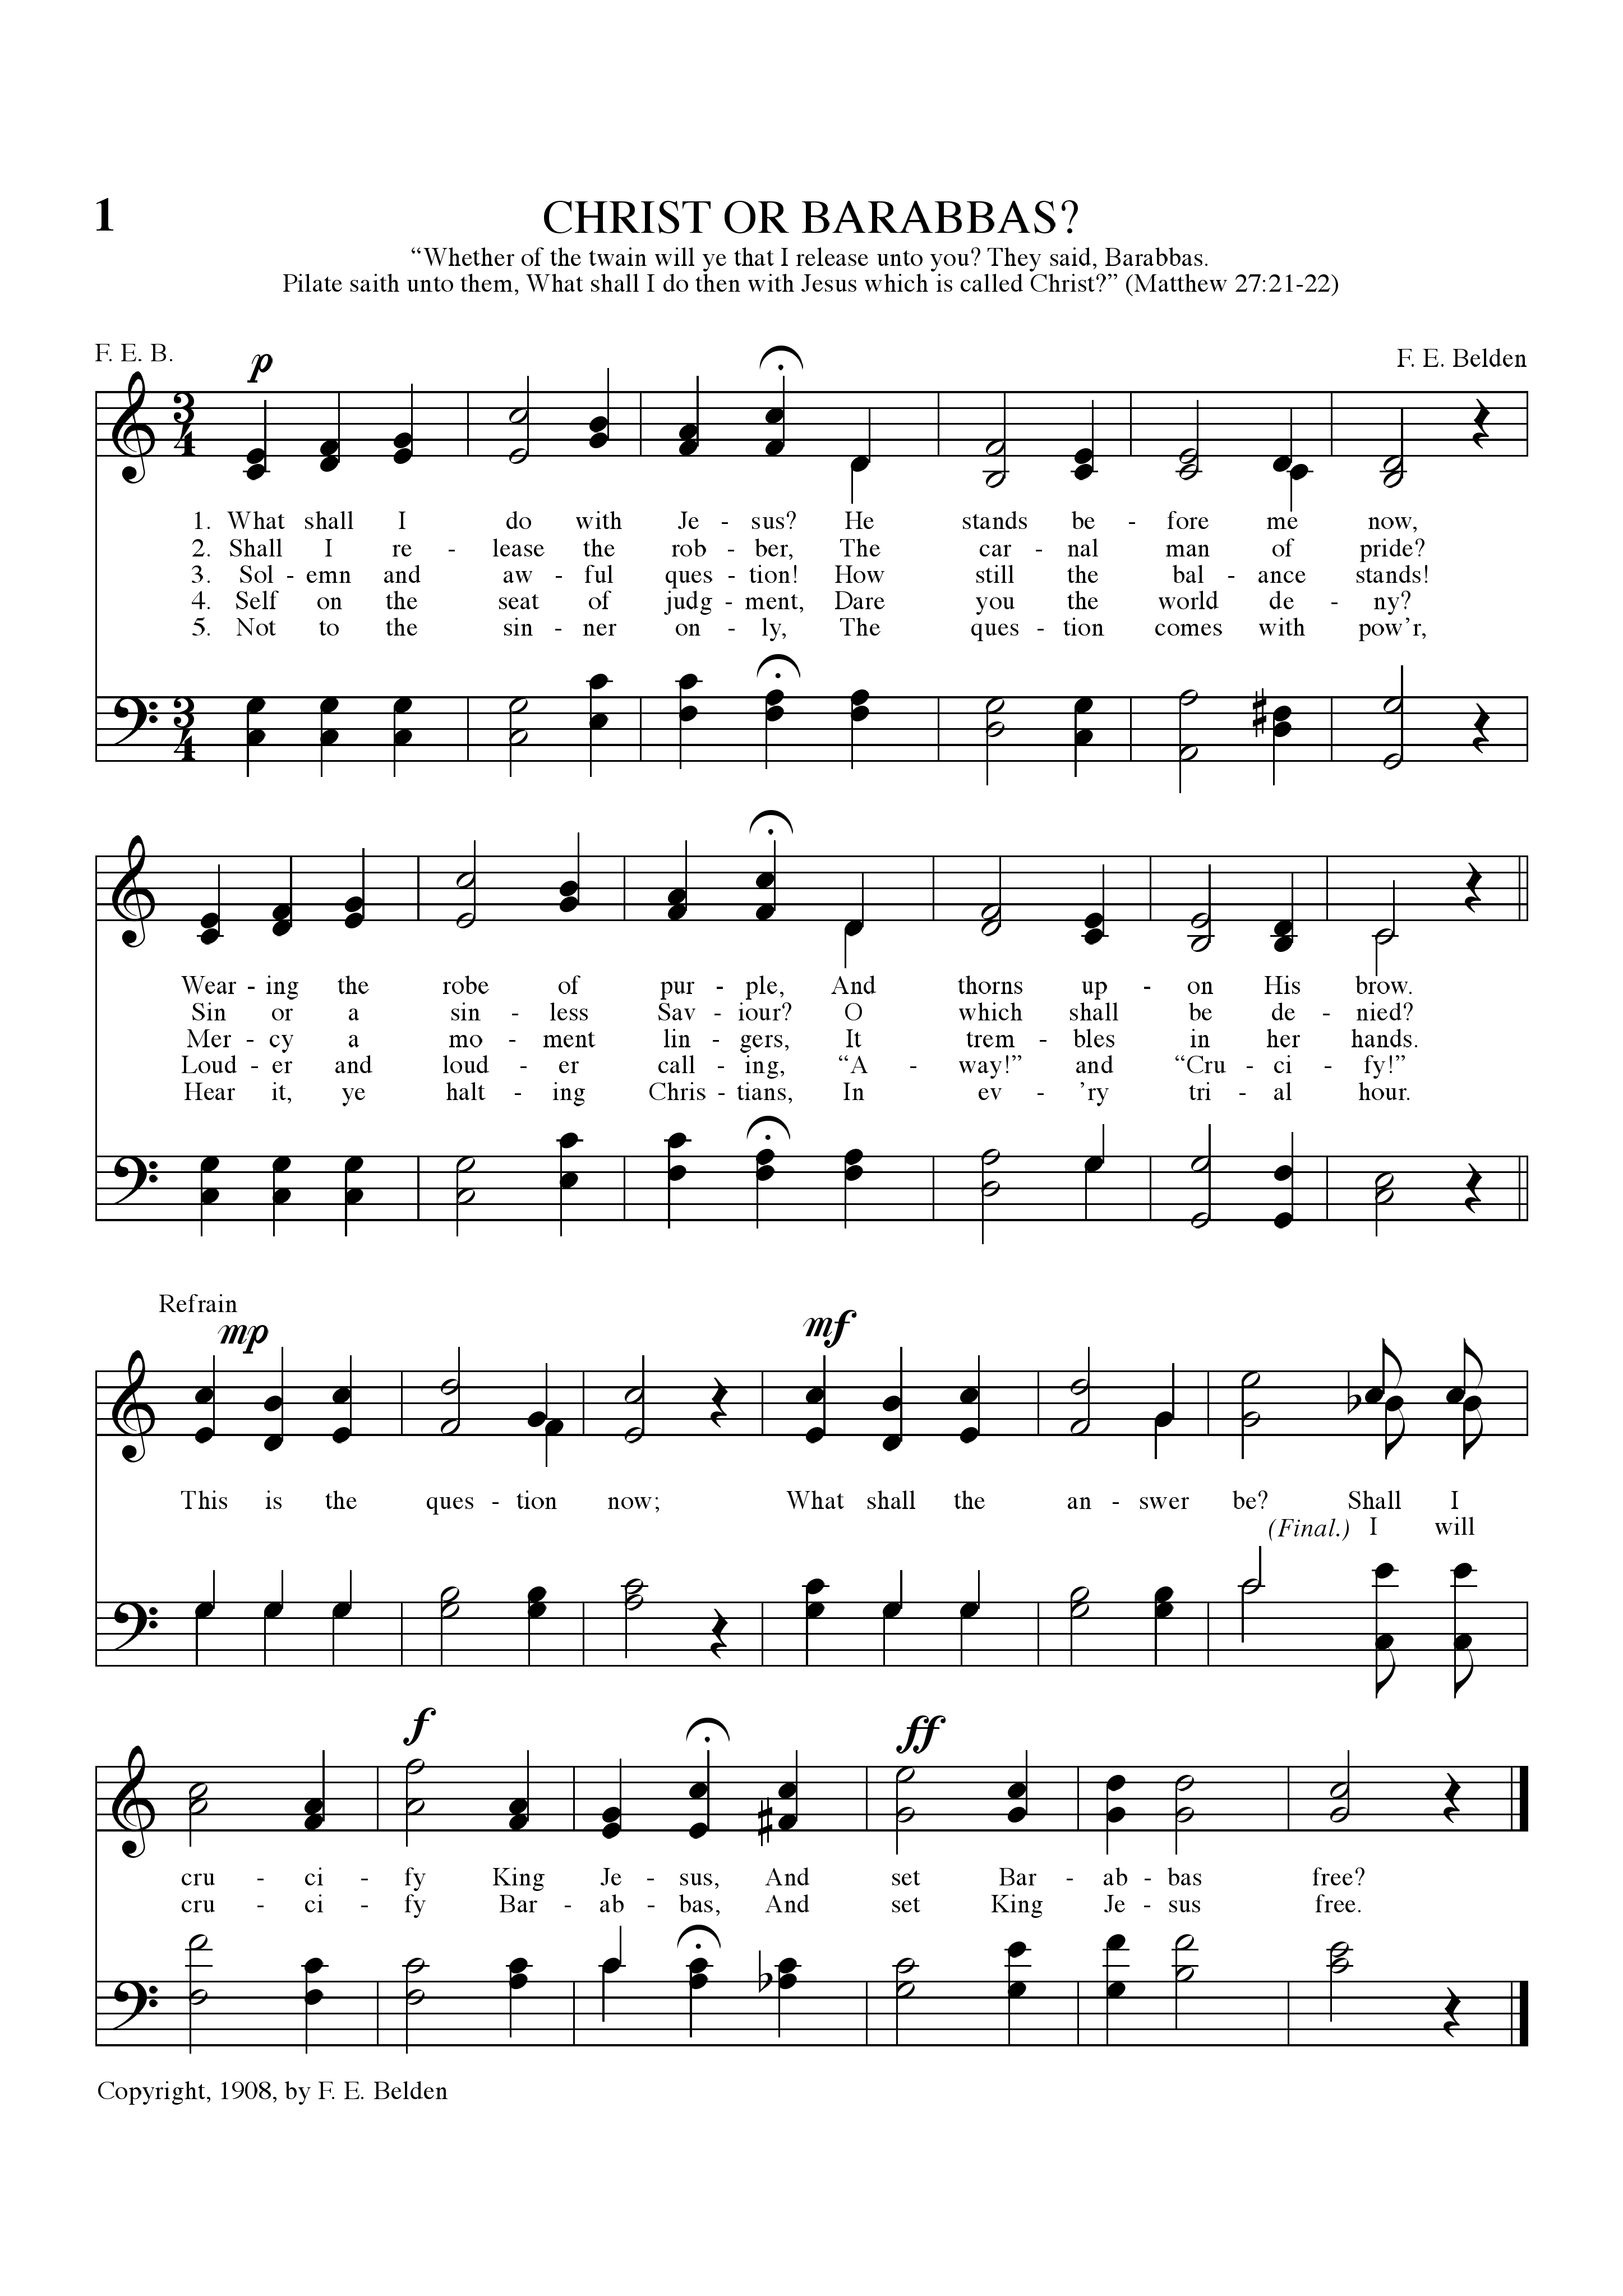 1
CHRIST OR BARABBAS?
“Whether of the twain will ye that I release unto you? They said, Barabbas.
Pilate saith unto them, What shall I do then with Jesus which is called Christ?” (Matthew 27:21-22)
F. E. B.
F. E. Belden
p
3 4
1. What shall I do with Je - sus? He stands be - fore me now,
2. Shall I re - lease the rob - ber, The car - nal man of pride?
3. Sol - emn and aw - ful ques - tion! How still the bal - ance stands!
4. Self on the seat of judg - ment, Dare you the world de - ny?
5. Not to the sin - ner on - ly, The ques - tion comes with pow’r,
3 4
Wear - ing the robe of pur - ple, And thorns up - on His brow.
Sin or a sin - less Sav - iour? O which shall be de - nied?
Mer - cy a mo - ment lin - gers, It trem - bles in her hands.
Loud - er and loud - er call - ing, “A - way!” and “Cru - ci - fy!”
Hear it, ye halt - ing Chris - tians, In ev - ’ry tri - al hour.
Refrain
mp mf
This is the ques - tion now; What shall the an - swer be? Shall I
(Final.) I will
f ff
cru - ci - fy King Je - sus, And set Bar - ab - bas free?
cru - ci - fy Bar - ab - bas, And set King Je - sus free.
Copyright, 1908, by F. E. Belden